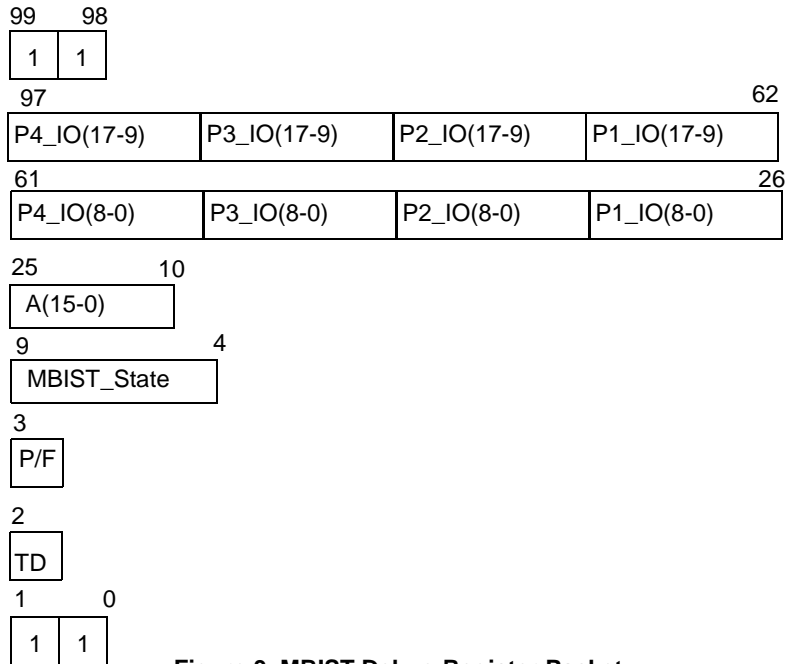 99 98
1 1
97 62
P4_IO(17-9) P3_IO(17-9) P2_IO(17-9) P1_IO(17-9)
61 26
P4_IO(8-0) P3_IO(8-0) P2_IO(8-0) P1_IO(8-0)
25 10
A(15-0)
9 4
MBIST_State
3
P/F
2
TD
1 0
1 1